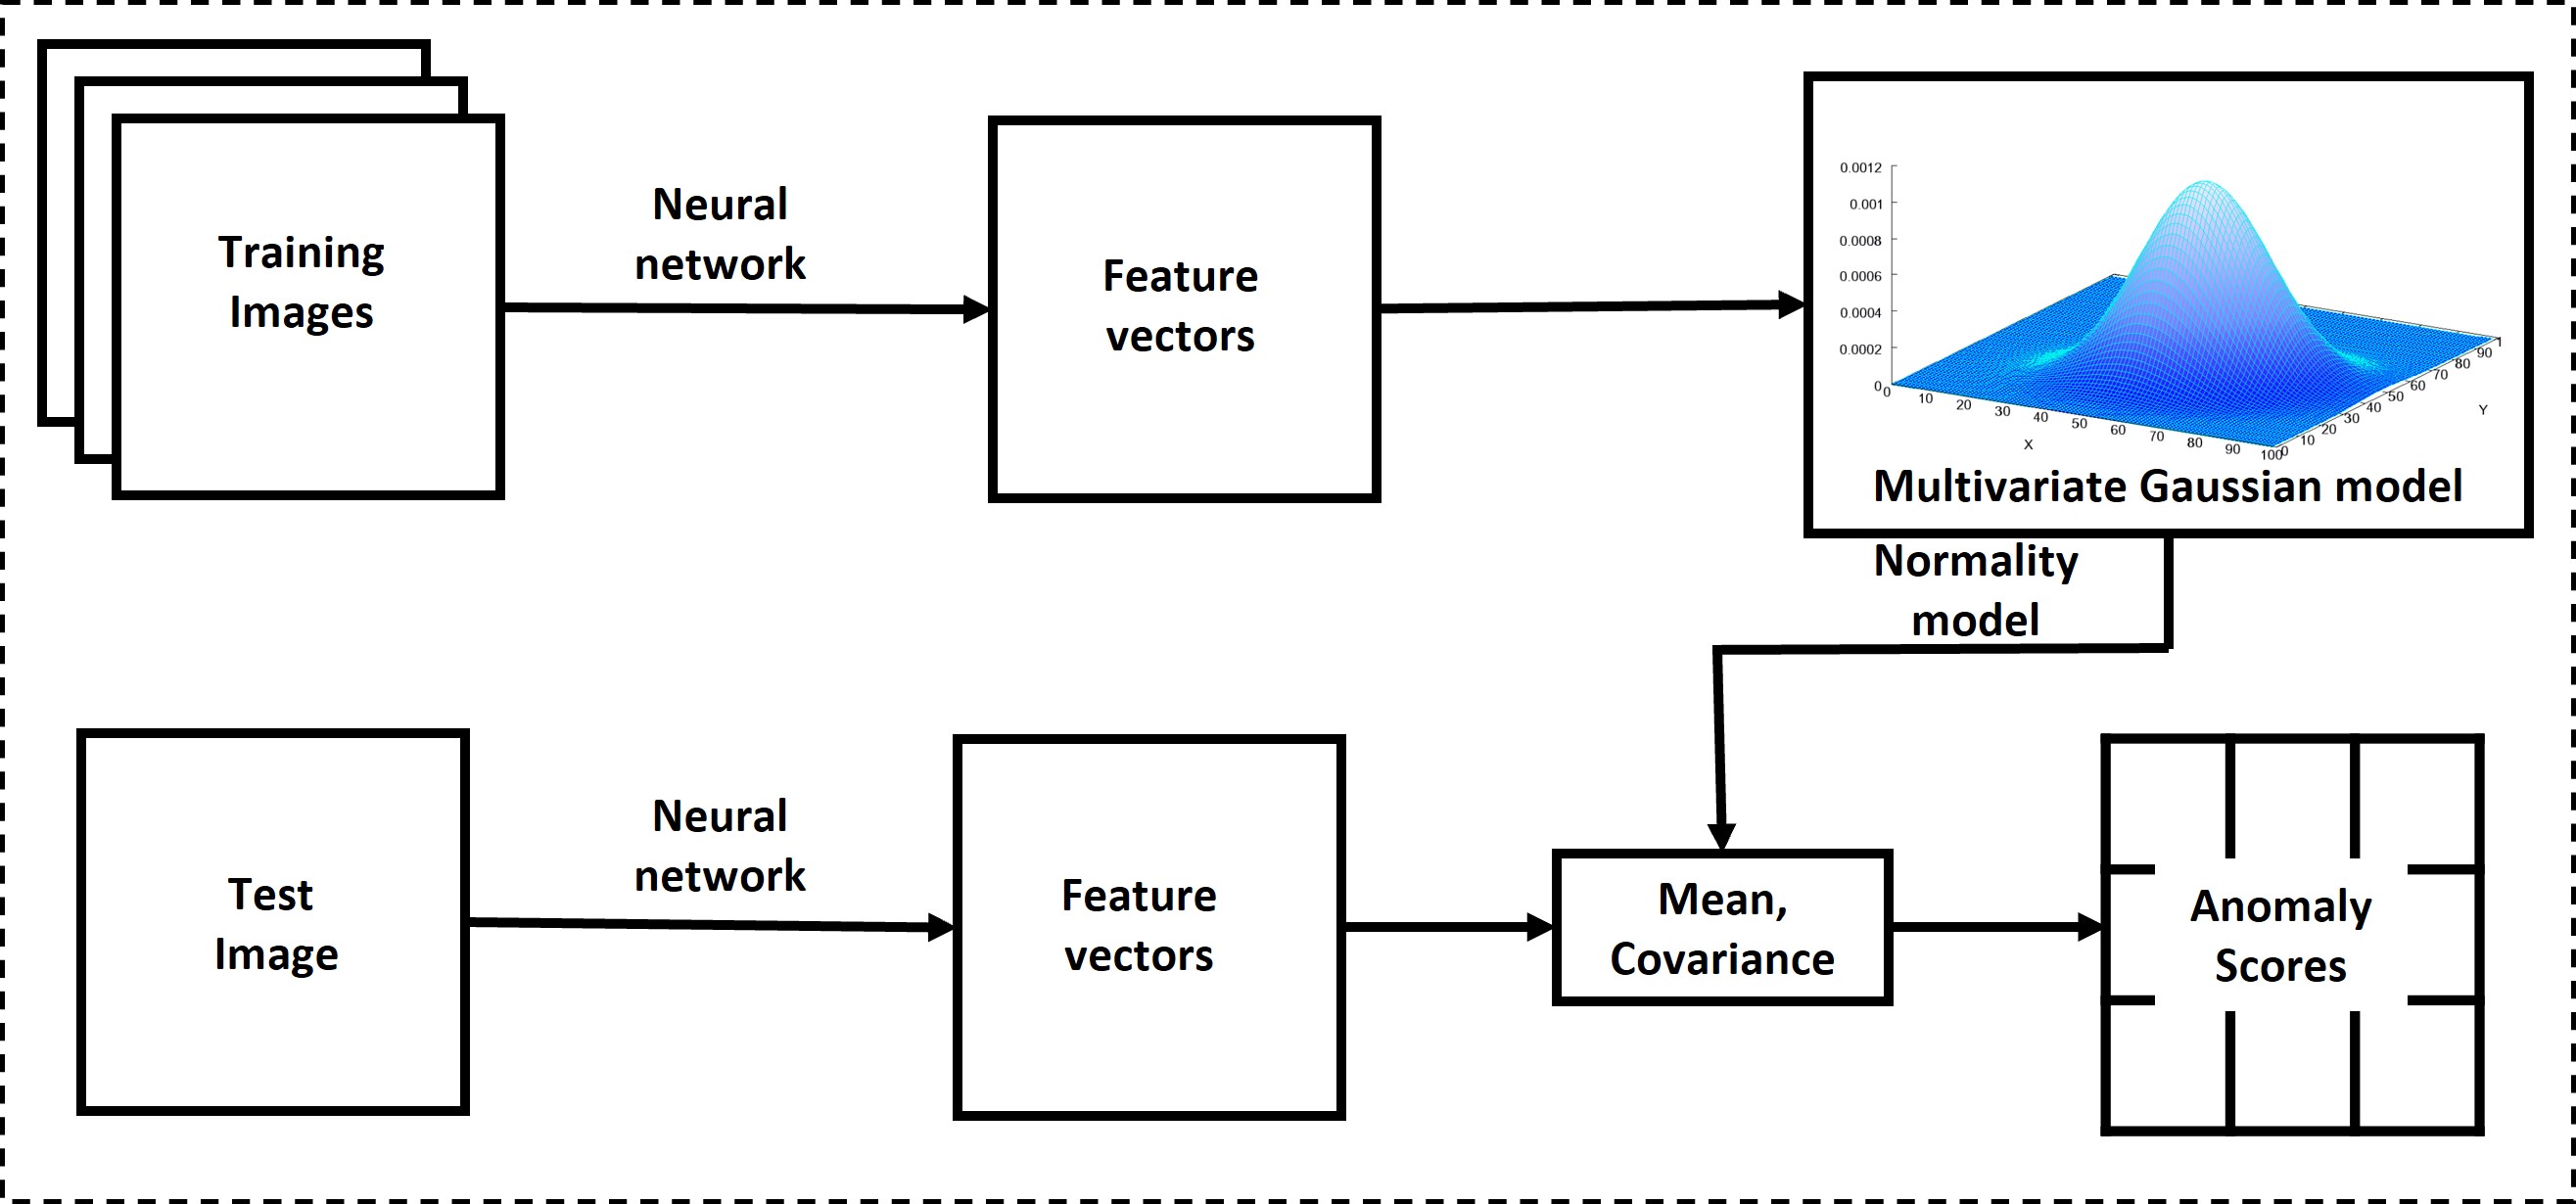 Training
Images
Neural
network
Feature
vectors
0.0012
0.001
0.0008
0.0006
0.0004
0.0002
0
0
10
20
30
40
50
60
70
80
90
100
X
0
10
20
30
40
50
60
70
80
90
1
Y
Multivariate Gaussian model
Normality
model
Test
Image
Neural
network
Feature
vectors
Mean,
Covariance
Anomaly
Scores